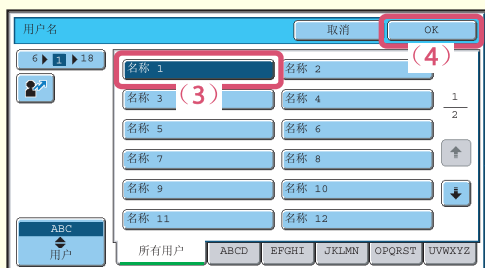 用户名 取消 OK
6 1 18
(3)
(4)
名称 1 名称 2
名称 3 名称 4
名称 5 名称 6
名称 7 名称 8
名称 9 名称 10
名称 11 名称 12
1
2
ABC
用户
所有用户 ABCD EFGHI JKLMN OPQRST UVWXYZ